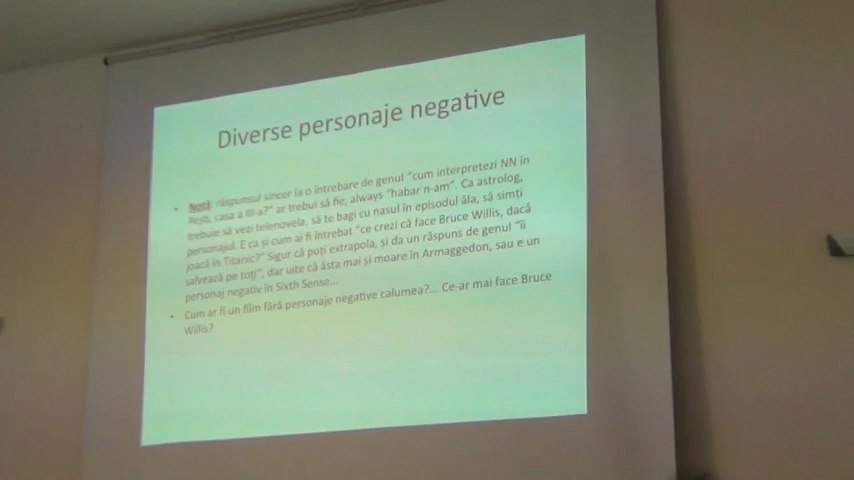 Diverse personaje negative
• Notă: răspunsul sincer la o întrebare de genul "cum interpretezi NN în
Pești, casa a III-a?" ar trebui să fie, always "habar n-am". Ca astrolog,
trebuie să vezi telenovela, să te bagi cu nasul în episodul ăla, să simți
personajul. E ca și cum ai fi întrebat "ce crezi că face Bruce Willis, dacă
joacă în Titanic?" Sigur că poți extrapola, și da un răspuns de genul "îi
salvează pe toți", dar uite că ăsta mai și moare în Armaggedon, sau e un
personaj negativ în Sixth Sense...
• Cum ar fi un film fără personaje negative calumea?... Ce-ar mai face Bruce
Willis?